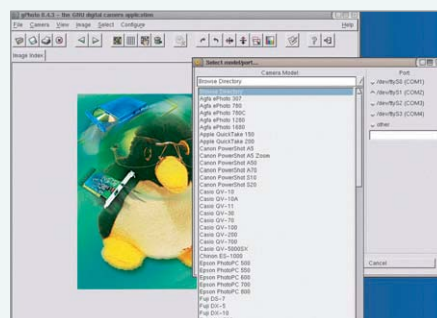 gPhoto 0.4.3 – the GNU digital camera application
File Camera View Image Select Configure Help
Image Index
Select model/port...
Camera Model
Port
Browse Directory
Browse Directory
Agfa ePhoto 307
Agfa ePhoto 780
Agfa ePhoto 780C
Agfa ePhoto 1280
Agfa ePhoto 1680
Apple QuickTake 150
Apple QuickTake 200
Canon PowerShot A5
Canon PowerShot A5 Zoom
Canon PowerShot A50
Canon PowerShot A70
Canon PowerShot S10
Canon PowerShot S20
Casio QV-10
Casio QV-10A
Casio QV-11
Casio QV-30
Casio QV-70
Casio QV-100
Casio QV-200
Casio QV-700
Casio QV-5000SX
Chinon ES-1000
Epson PhotoPC 500
Epson PhotoPC 550
Epson PhotoPC 600
Epson PhotoPC 700
Epson PhotoPC 800
Fuji DS-7
Fuji DX-5
Fuji DX-10
/dev/ttyS0 (COM1)
/dev/ttyS1 (COM2)
/dev/ttyS2 (COM3)
/dev/ttyS3 (COM4)
other
Cancel